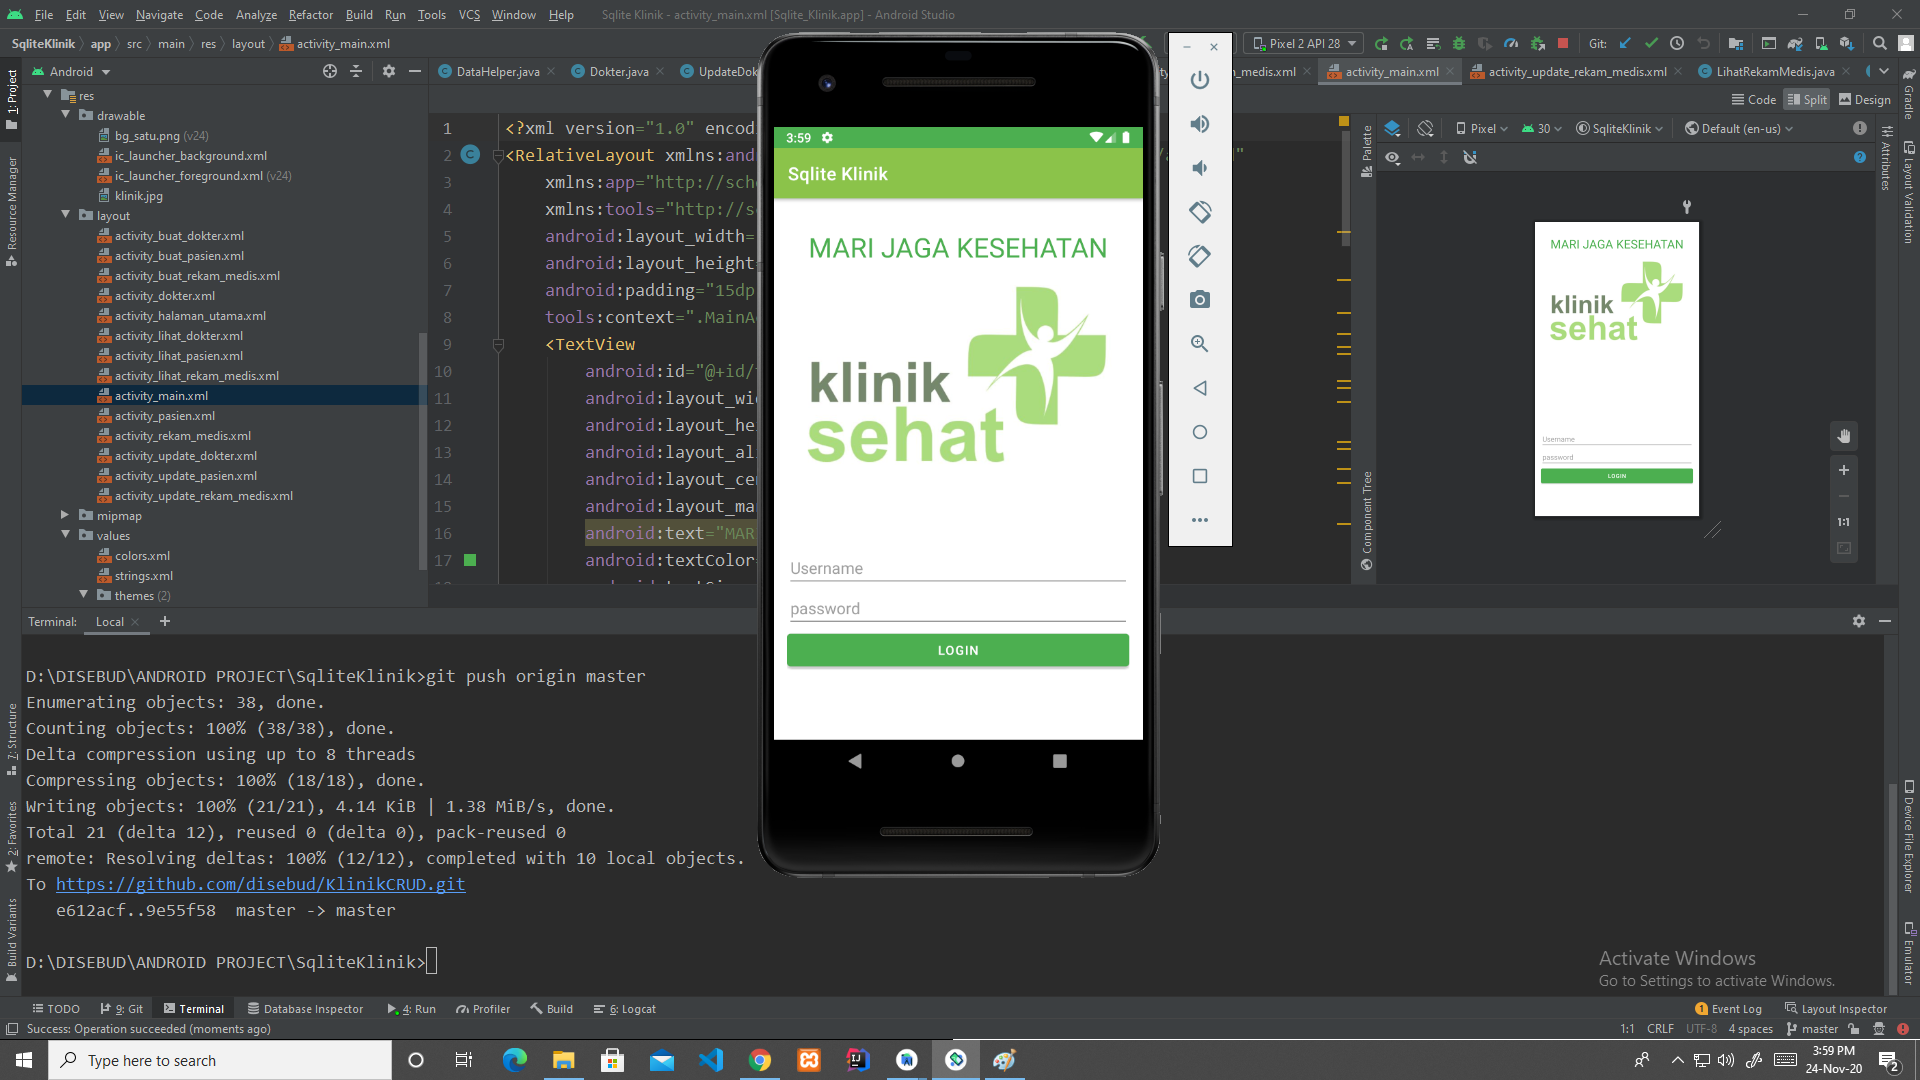 File Edit View Navigate Code Analyze Refactor Build Run Tools VCS Window Help Sqlite Klinik - activity_main.xml [Sqlite_Klinik.app] - Android Studio
SqliteKlinik app src main res layout activity_main.xml
Pixel 2 API 28 Git:
Android
DataHelper.java Dokter.java UpdateDok
_medis.xml activity_main.xml activity_update_rekam_medis.xml LihatRekamMedis.java
Code Split Design
1: Project
Resource Manager
7: Structure
2: Favorites
Build Variants
res
drawable
bg_satu.png (v24)
ic_launcher_background.xml
ic_launcher_foreground.xml (v24)
klinik.jpg
layout
activity_buat_dokter.xml
activity_buat_pasien.xml
activity_buat_rekam_medis.xml
activity_dokter.xml
activity_halaman_utama.xml
activity_lihat_dokter.xml
activity_lihat_pasien.xml
activity_lihat_rekam_medis.xml
activity_main.xml
activity_pasien.xml
activity_rekam_medis.xml
activity_update_dokter.xml
activity_update_pasien.xml
activity_update_rekam_medis.xml
mipmap
values
colors.xml
strings.xml
themes (2)
1 <?xml version="1.0" encod
2 <RelativeLayout xmlns:and
3 xmlns:app="http://sch
4 xmlns:tools="http://s
5 android:layout_width=
6 android:layout_height
7 android:padding="15dp
8 tools:context=".MainA
9 <TextView
10 android:id="@+id/
11 android:layout_wi
12 android:layout_he
13 android:layout_al
14 android:layout_ce
15 android:layout_ma
16 android:text="MAR
17 android:textColor
3:59
Sqlite Klinik
MARI JAGA KESEHATAN
klinik
sehat
Username
password
LOGIN
Palette
Component Tree
Pixel 30 SqliteKlinik Default (en-us)
MARI JAGA KESEHATAN
klinik
sehat
Username
password
LOGIN
1:1
Gradle
Attributes
Layout Validation
Device File Explorer
Emulator
Terminal: Local
D:\DISEBUD\ANDROID PROJECT\SqliteKlinik>git push origin master
Enumerating objects: 38, done.
Counting objects: 100% (38/38), done.
Delta compression using up to 8 threads
Compressing objects: 100% (18/18), done.
Writing objects: 100% (21/21), 4.14 KiB | 1.38 MiB/s, done.
Total 21 (delta 12), reused 0 (delta 0), pack-reused 0
remote: Resolving deltas: 100% (12/12), completed with 10 local objects.
To https://github.com/disebud/KlinikCRUD.git
e612acf..9e55f58 master -> master
D:\DISEBUD\ANDROID PROJECT\SqliteKlinik>
Activate Windows
Go to Settings to activate Windows.
TODO 9: Git Terminal Database Inspector 4: Run Profiler Build 6: Logcat 1 Event Log Layout Inspector
Success: Operation succeeded (moments ago) 1:1 CRLF UTF-8 4 spaces master
Type here to search
3:59 PM
24-Nov-20
2